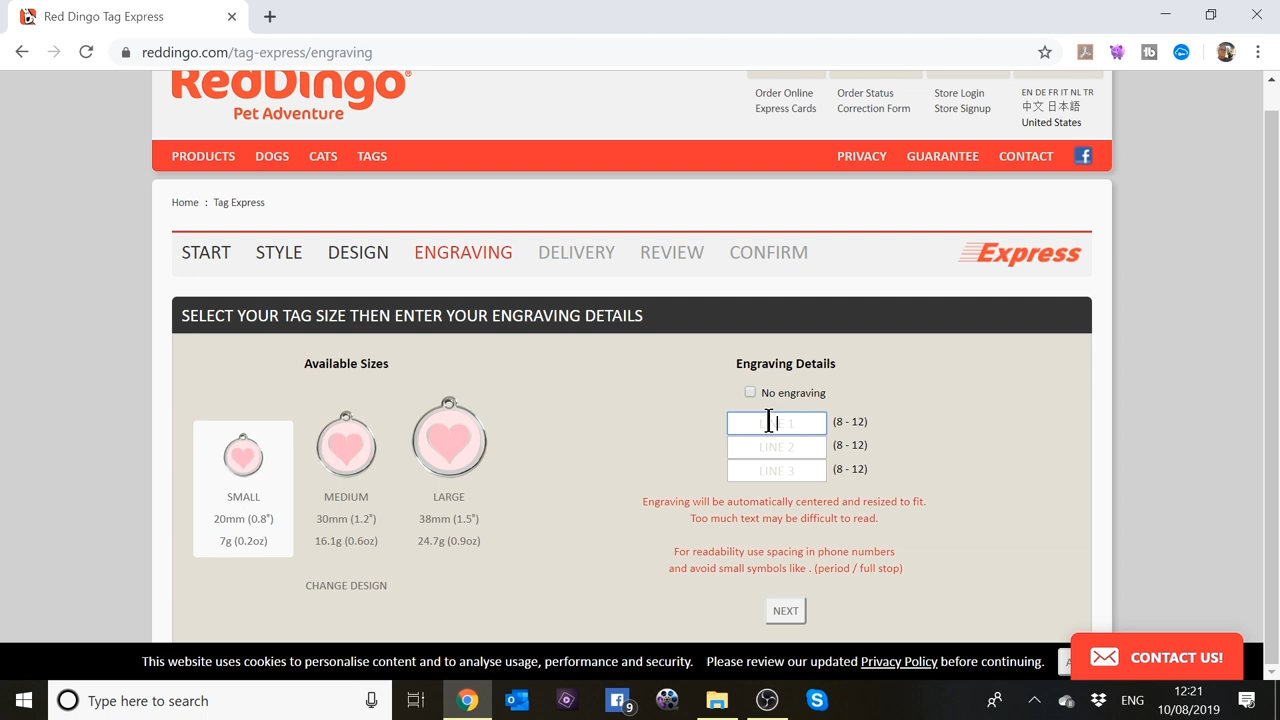 Red Dingo Tag Express
reddingo.com/tag-express/engraving
RedDingo®
Pet Adventure
Order Online
Express Cards
Order Status
Correction Form
Store Login
Store Signup
EN DE FR IT NL TR
中文 日本語
United States
PRODUCTS DOGS CATS TAGS PRIVACY GUARANTEE CONTACT f
Home : Tag Express
START STYLE DESIGN ENGRAVING DELIVERY REVIEW CONFIRM Express
SELECT YOUR TAG SIZE THEN ENTER YOUR ENGRAVING DETAILS
Available Sizes
SMALL
20mm (0.8")
7g (0.2oz)
MEDIUM
30mm (1.2")
16.1g (0.6oz)
LARGE
38mm (1.5")
24.7g (0.9oz)
CHANGE DESIGN
Engraving Details
No engraving
LINE 1 (8 - 12)
LINE 2 (8 - 12)
LINE 3 (8 - 12)
Engraving will be automatically centered and resized to fit.
Too much text may be difficult to read.
For readability use spacing in phone numbers
and avoid small symbols like . (period / full stop)
NEXT
This website uses cookies to personalise content and to analyse usage, performance and security. Please review our updated Privacy Policy before continuing.
CONTACT US!
Type here to search
9
ENG
12:21
10/08/2019